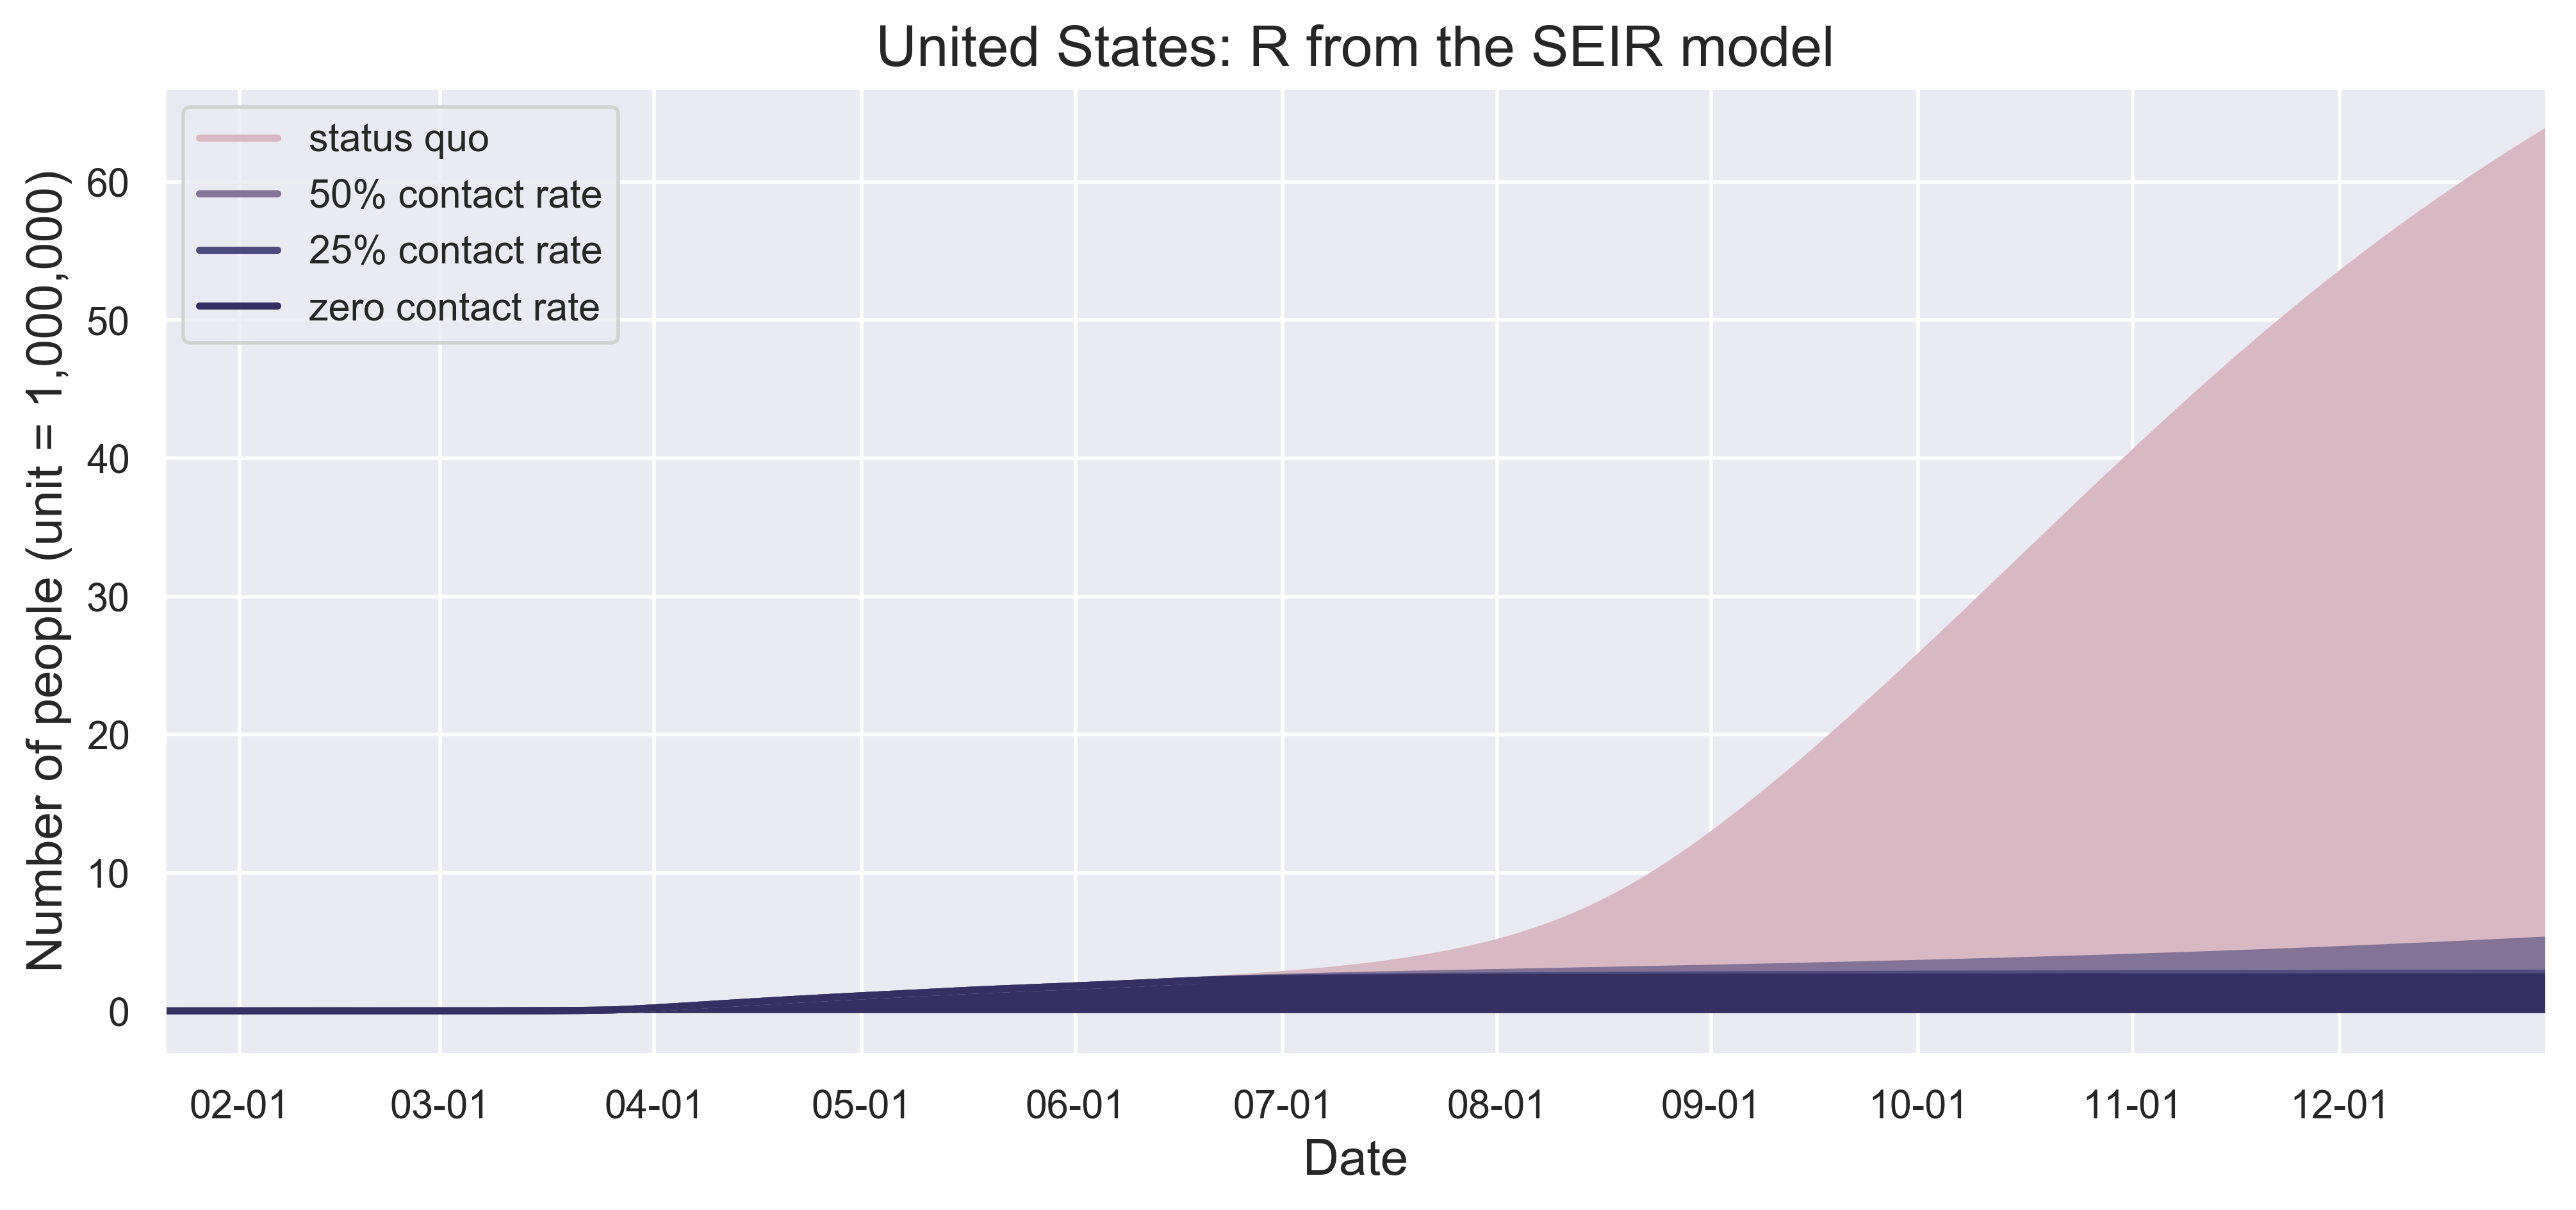 United States: R from the SEIR model
status quo
50% contact rate
25% contact rate
zero contact rate
Number of people (unit = 1,000,000)
60
50
40
30
20
10
0
02-01 03-01 04-01 05-01 06-01 07-01 08-01 09-01 10-01 11-01 12-01
Date